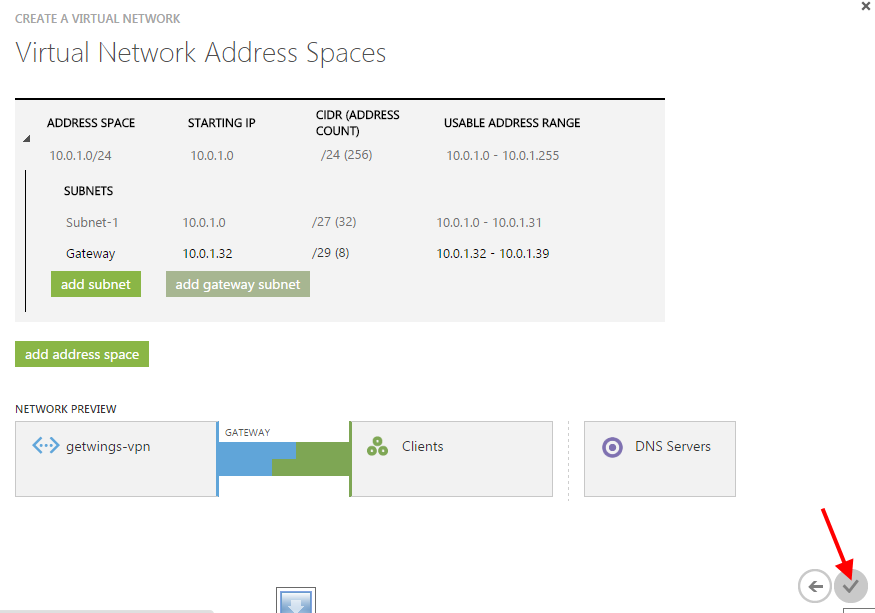 CREATE A VIRTUAL NETWORK
Virtual Network Address Spaces
ADDRESS SPACE STARTING IP CIDR (ADDRESS COUNT) USABLE ADDRESS RANGE
10.0.1.0/24 10.0.1.0 /24 (256) 10.0.1.0 - 10.0.1.255
SUBNETS
Subnet-1 10.0.1.0 /27 (32) 10.0.1.0 - 10.0.1.31
Gateway 10.0.1.32 /29 (8) 10.0.1.32 - 10.0.1.39
add subnet add gateway subnet
add address space
NETWORK PREVIEW
GATEWAY
getwings-vpn Clients DNS Servers